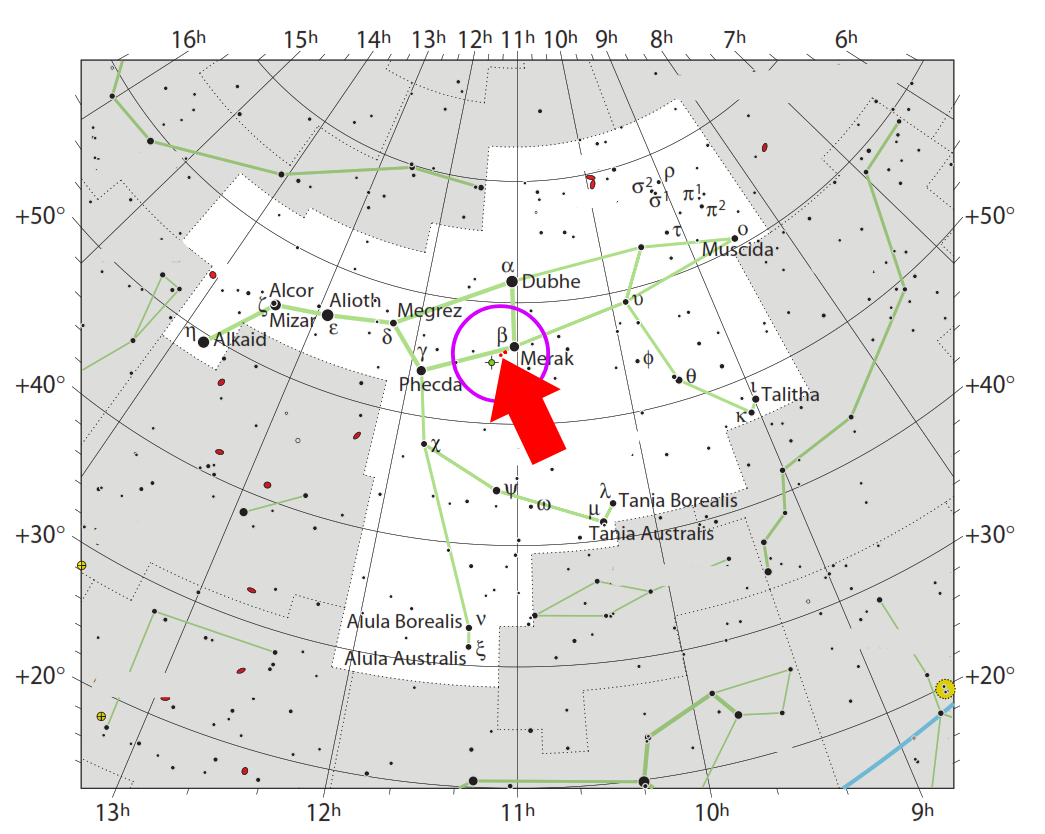 16h 15h 14h 13h 12h 11h 10h 9h 8h 7h 6h
ρ
σ2 σ1 π1 π2
+50° +50°
τ ο
Muscida
α Dubhe
Alcor
ζ Alioth
Mizar ε Megrez υ
η Alkaid δ β
γ Merak φ
Phecda θ
+40° +40°
ι Talitha
κ
χ
ψ λ Tania Borealis
ω μ
+30° Tania Australis +30°
Alula Borealis ν
Alula Australis ξ
+20° +20°
13h 12h 11h 10h 9h